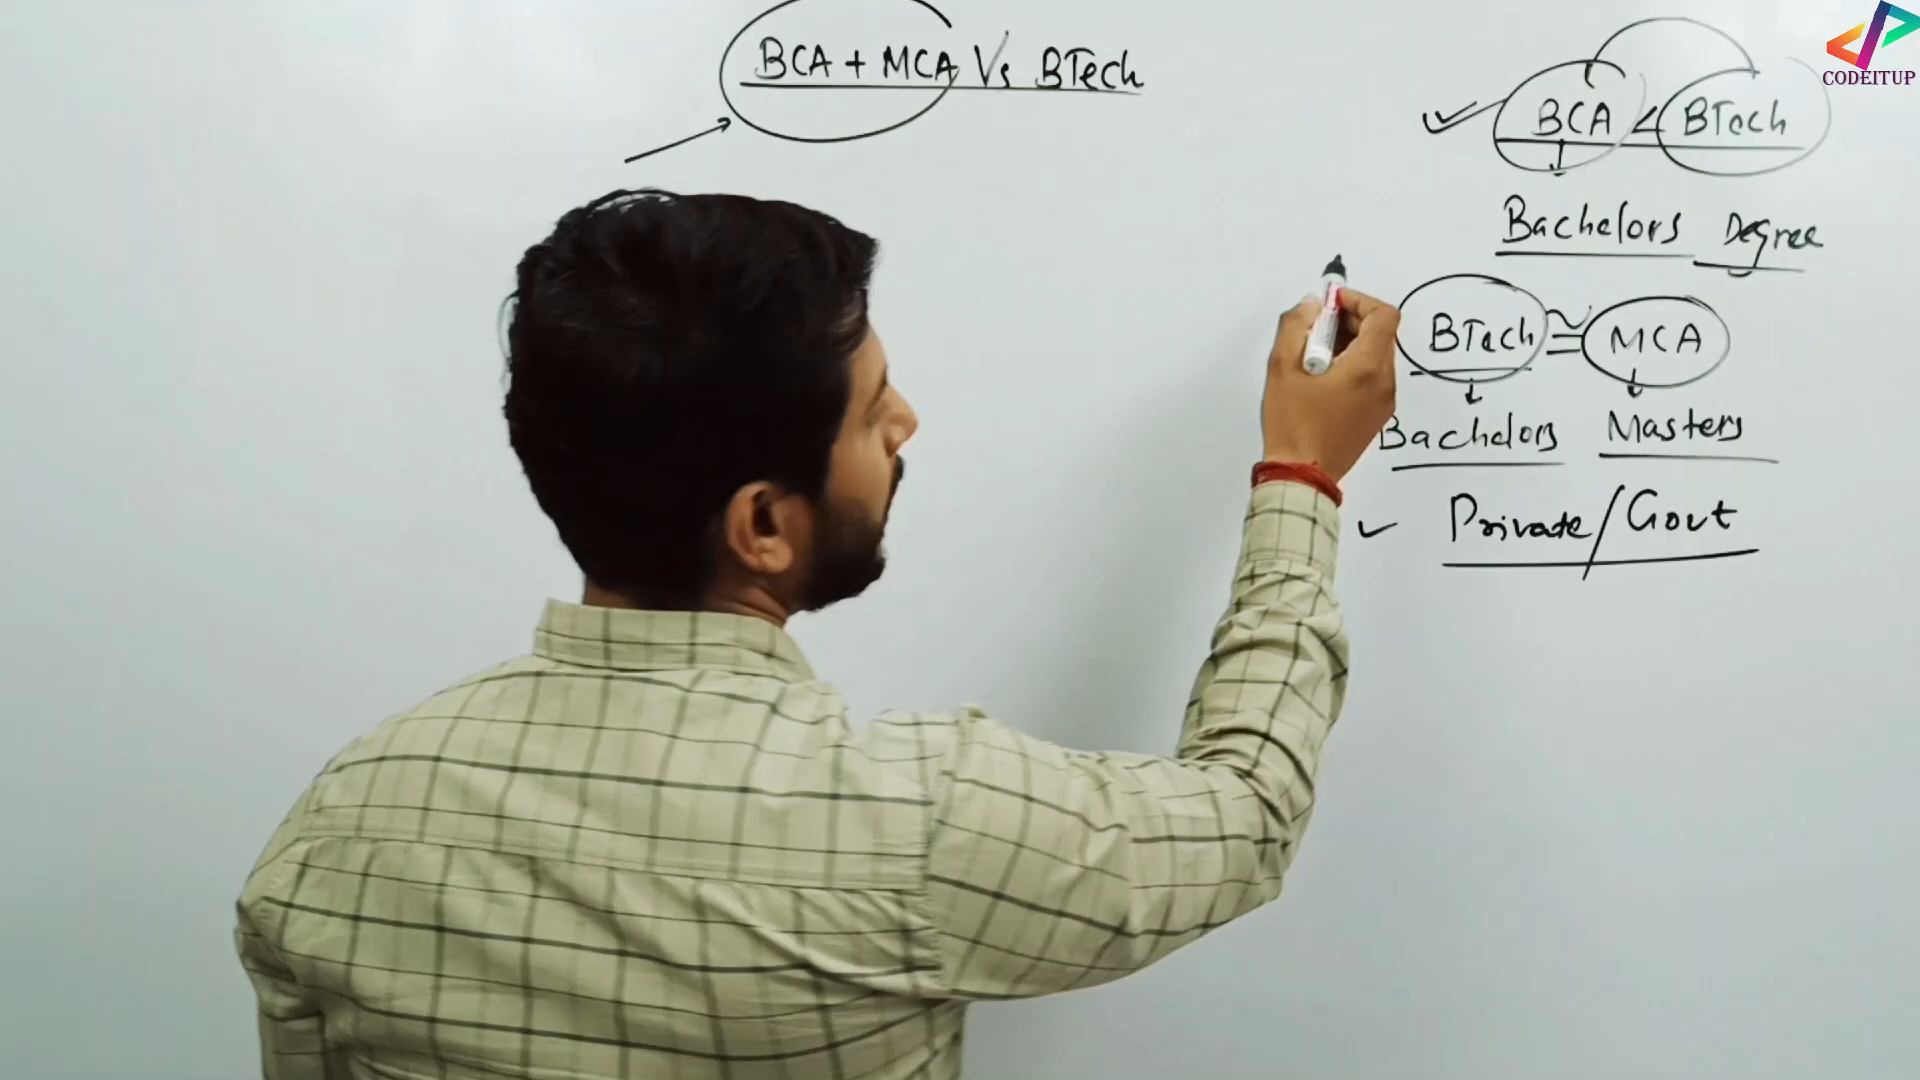 BCA + MCA Vs BTech
CODEITUP
BCA < BTech
Bachelors Degree
BTech ≅ MCA
Bachelors Masters
Private/Govt